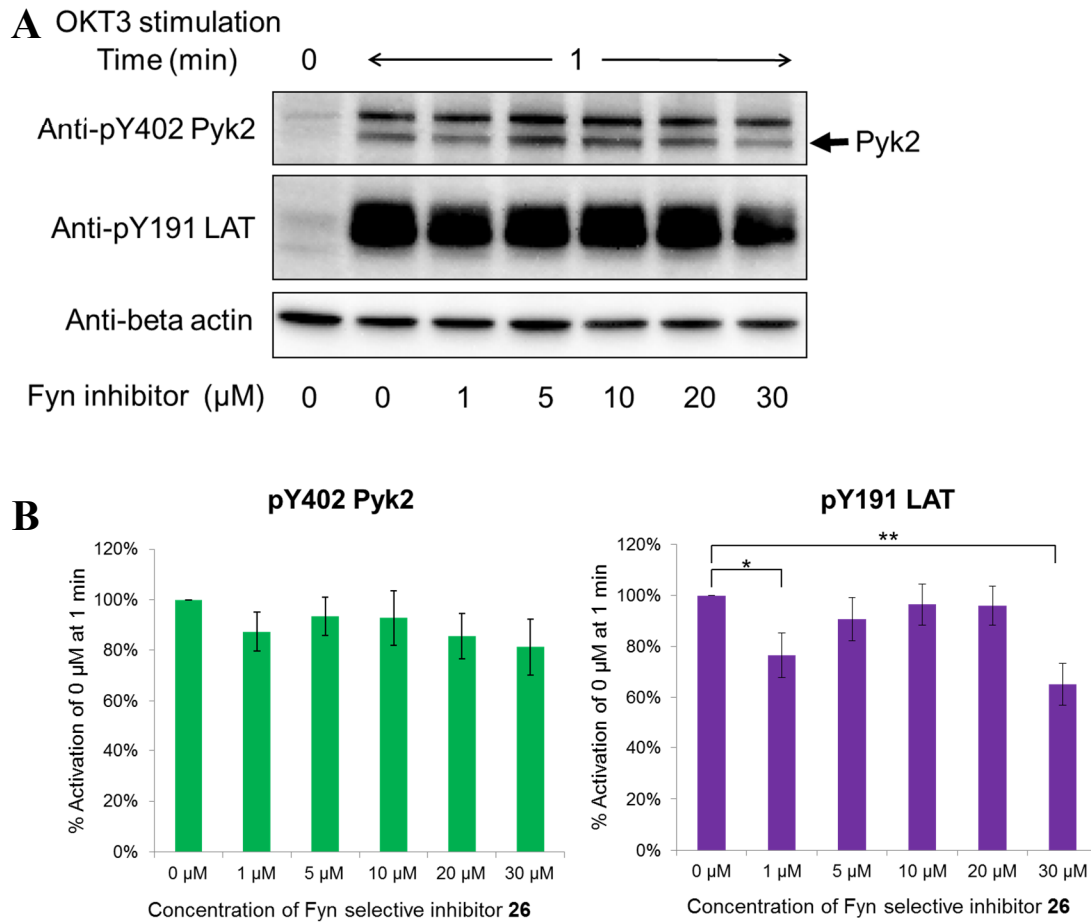 A OKT3 stimulation
Time (min) 0 1
Anti-pY402 Pyk2
Pyk2
Anti-pY191 LAT
Anti-beta actin
Fyn inhibitor (µM) 0 0 1 5 10 20 30
B
pY402 Pyk2
% Activation of 0 µM at 1 min
120%
100%
80%
60%
40%
20%
0%
0 µM 1 µM 5 µM 10 µM 20 µM 30 µM
Concentration of Fyn selective inhibitor 26
pY191 LAT
% Activation of 0 µM at 1 min
120%
100%
80%
60%
40%
20%
0%
**
*
0 µM 1 µM 5 µM 10 µM 20 µM 30 µM
Concentration of Fyn selective inhibitor 26